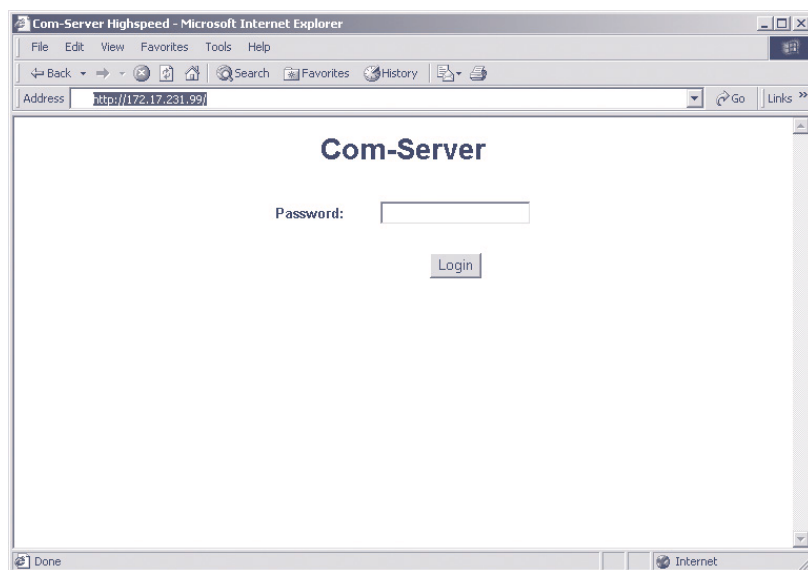 Com-Server Highspeed - Microsoft Internet Explorer
File Edit View Favorites Tools Help
Back Search Favorites History
Address http://172.17.231.99/ Go Links »
Com-Server
Password:
Login
Done Internet